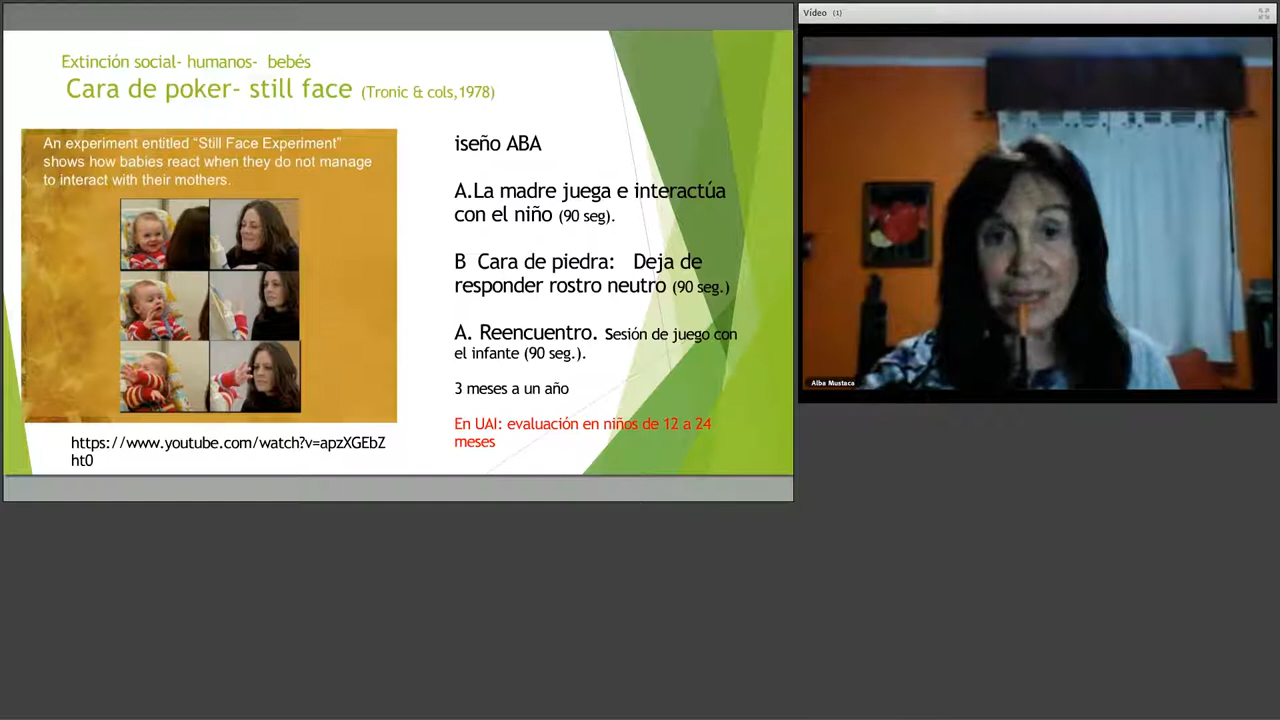 Extinción social- humanos- bebés
Cara de poker- still face (Tronic & cols,1978)
An experiment entitled “Still Face Experiment”
shows how babies react when they do not manage
to interact with their mothers.
https://www.youtube.com/watch?v=apzXGEbZ
ht0
iseño ABA
A.La madre juega e interactúa
con el niño (90 seg).
B Cara de piedra: Deja de
responder rostro neutro (90 seg.)
A. Reencuentro. sesión de juego con
el infante (90 seg.).
3 meses a un año
En UAI: evaluación en niños de 12 a 24
meses
Vídeo (1)
Alba Mustaca